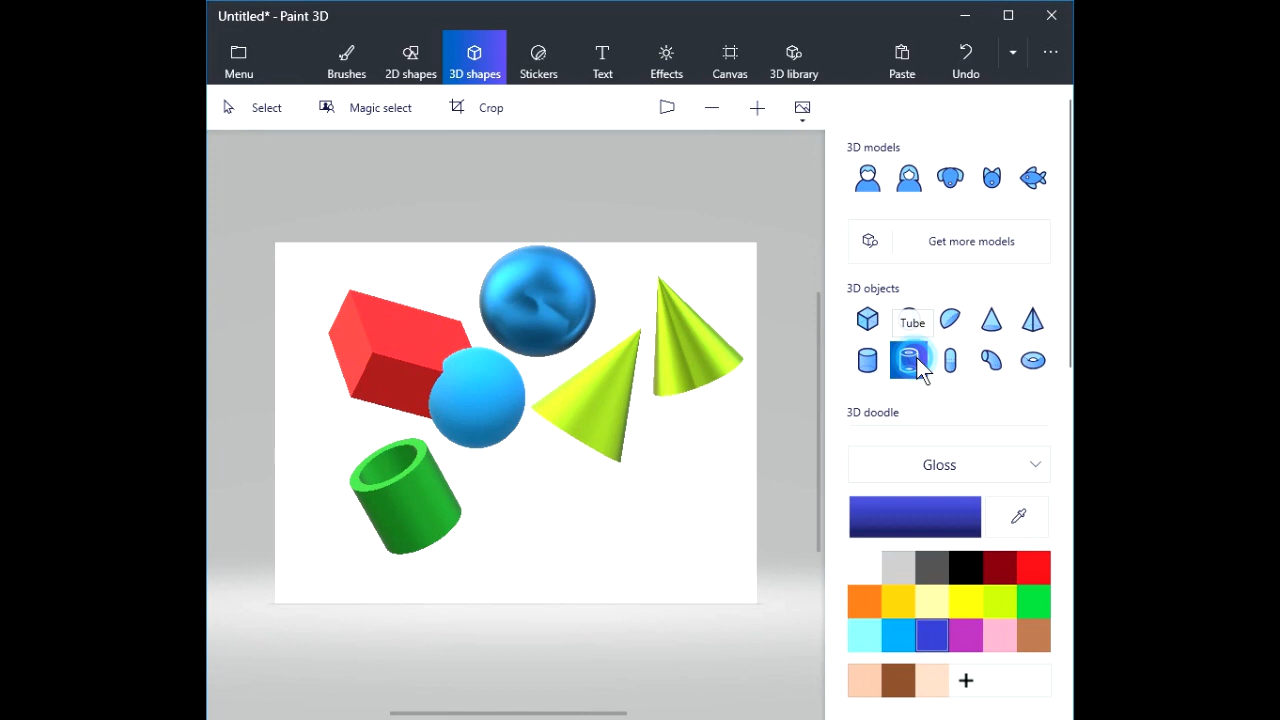 Untitled* - Paint 3D
Menu Brushes 2D shapes 3D shapes Stickers Text Effects Canvas 3D library Paste Undo
Select Magic select Crop
3D models
Get more models
3D objects
Tube
3D doodle
Gloss